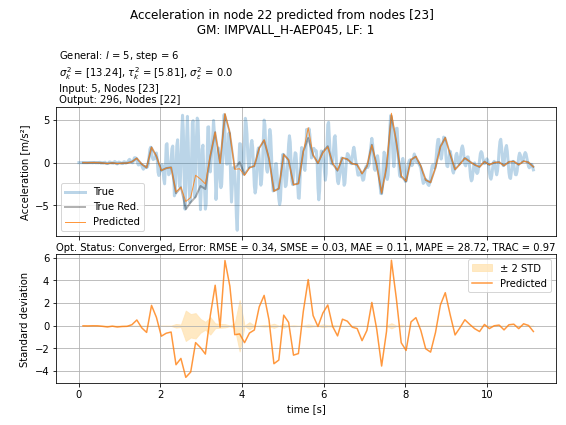 Acceleration in node 22 predicted from nodes [23]
GM: IMPVALL_H-AEP045, LF: 1
General: l = 5, step = 6
σ²ₖ = [13.24], τ²ₖ = [5.81], σ²ε = 0.0
Input: 5, Nodes [23]
Output: 296, Nodes [22]
Acceleration [m/s²]
5
0
−5
True
True Red.
Predicted
Opt. Status: Converged, Error: RMSE = 0.34, SMSE = 0.03, MAE = 0.11, MAPE = 28.72, TRAC = 0.97
Standard deviation
6
4
2
0
−2
−4
± 2 STD
Predicted
0 2 4 6 8 10
time [s]